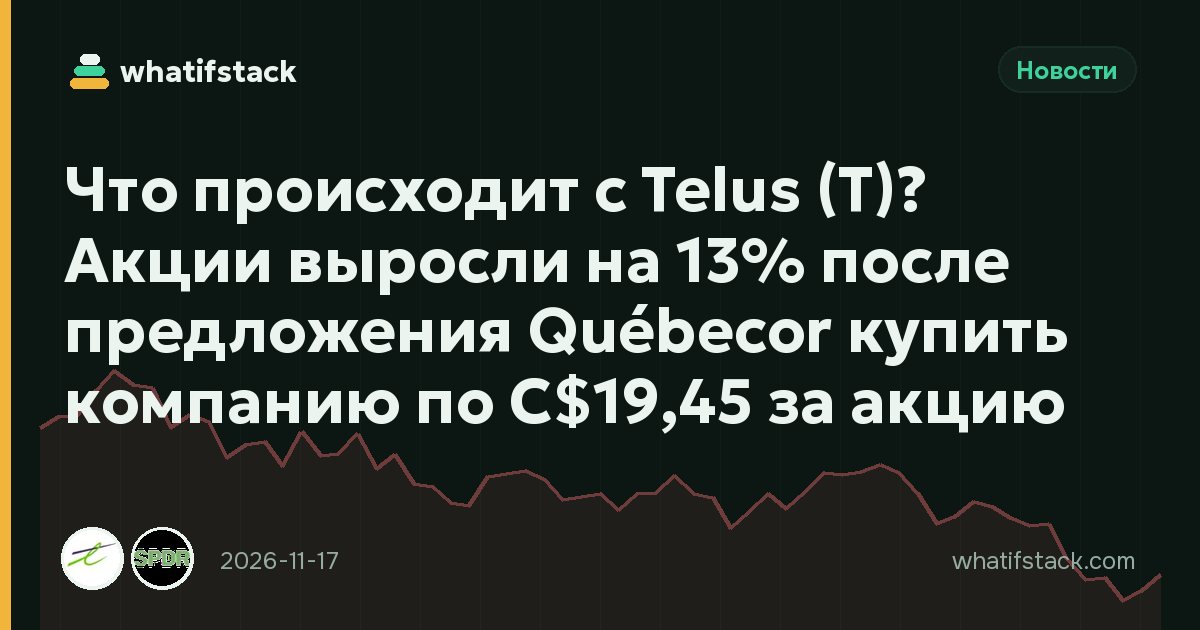 whatifstack
Новости
Что происходит с Telus (T)?
Акции выросли на 13% после
предложения Québecor купить
компанию по C$19,45 за акцию
SPDR
2026-11-17
whatifstack.com